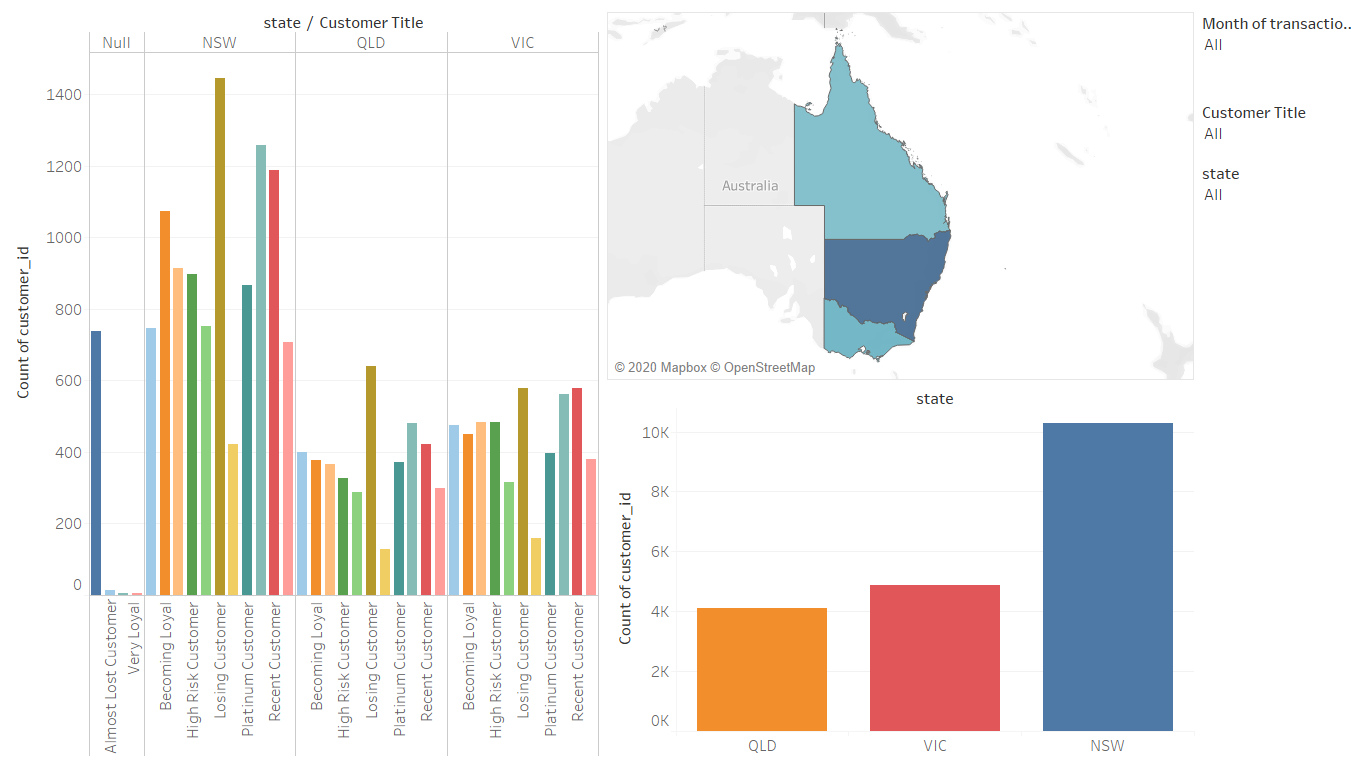 state / Customer Title
Null
NSW
QLD
VIC
Count of customer_id
1400
1200
1000
800
600
400
200
0
Almost Lost Customer
Very Loyal
Becoming Loyal
High Risk Customer
Losing Customer
Platinum Customer
Recent Customer
Becoming Loyal
High Risk Customer
Losing Customer
Platinum Customer
Recent Customer
Becoming Loyal
High Risk Customer
Losing Customer
Platinum Customer
Recent Customer
Australia
© 2020 Mapbox © OpenStreetMap
state
Count of customer_id
10K
8K
6K
4K
2K
0K
QLD
VIC
NSW
Month of transactio..
All
Customer Title
All
state
All